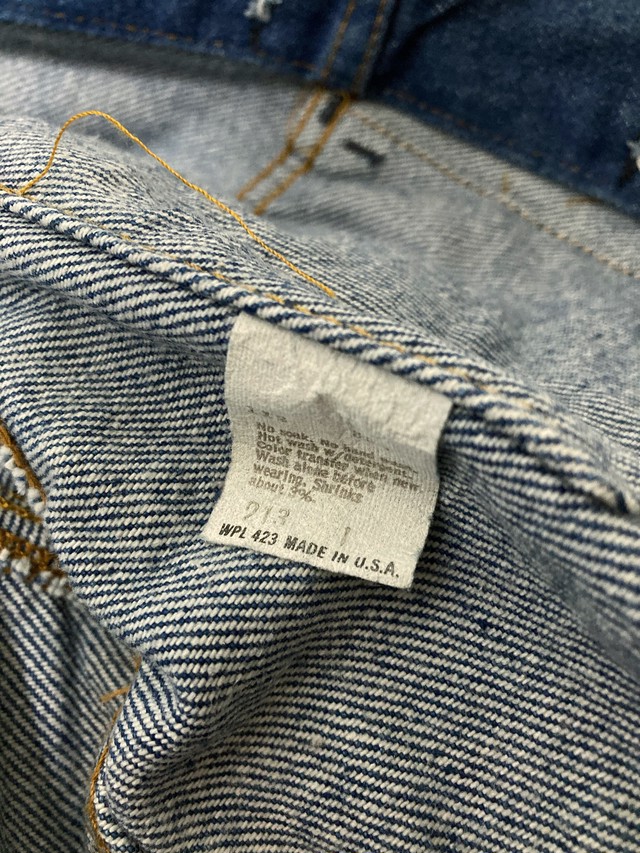 No soak. No hand wash.
Hot wash w/detergent.
Color transfer when new.
Wash alone before
wearing. Shrinks
about 3%
213 1
WPL 423 MADE IN U.S.A.